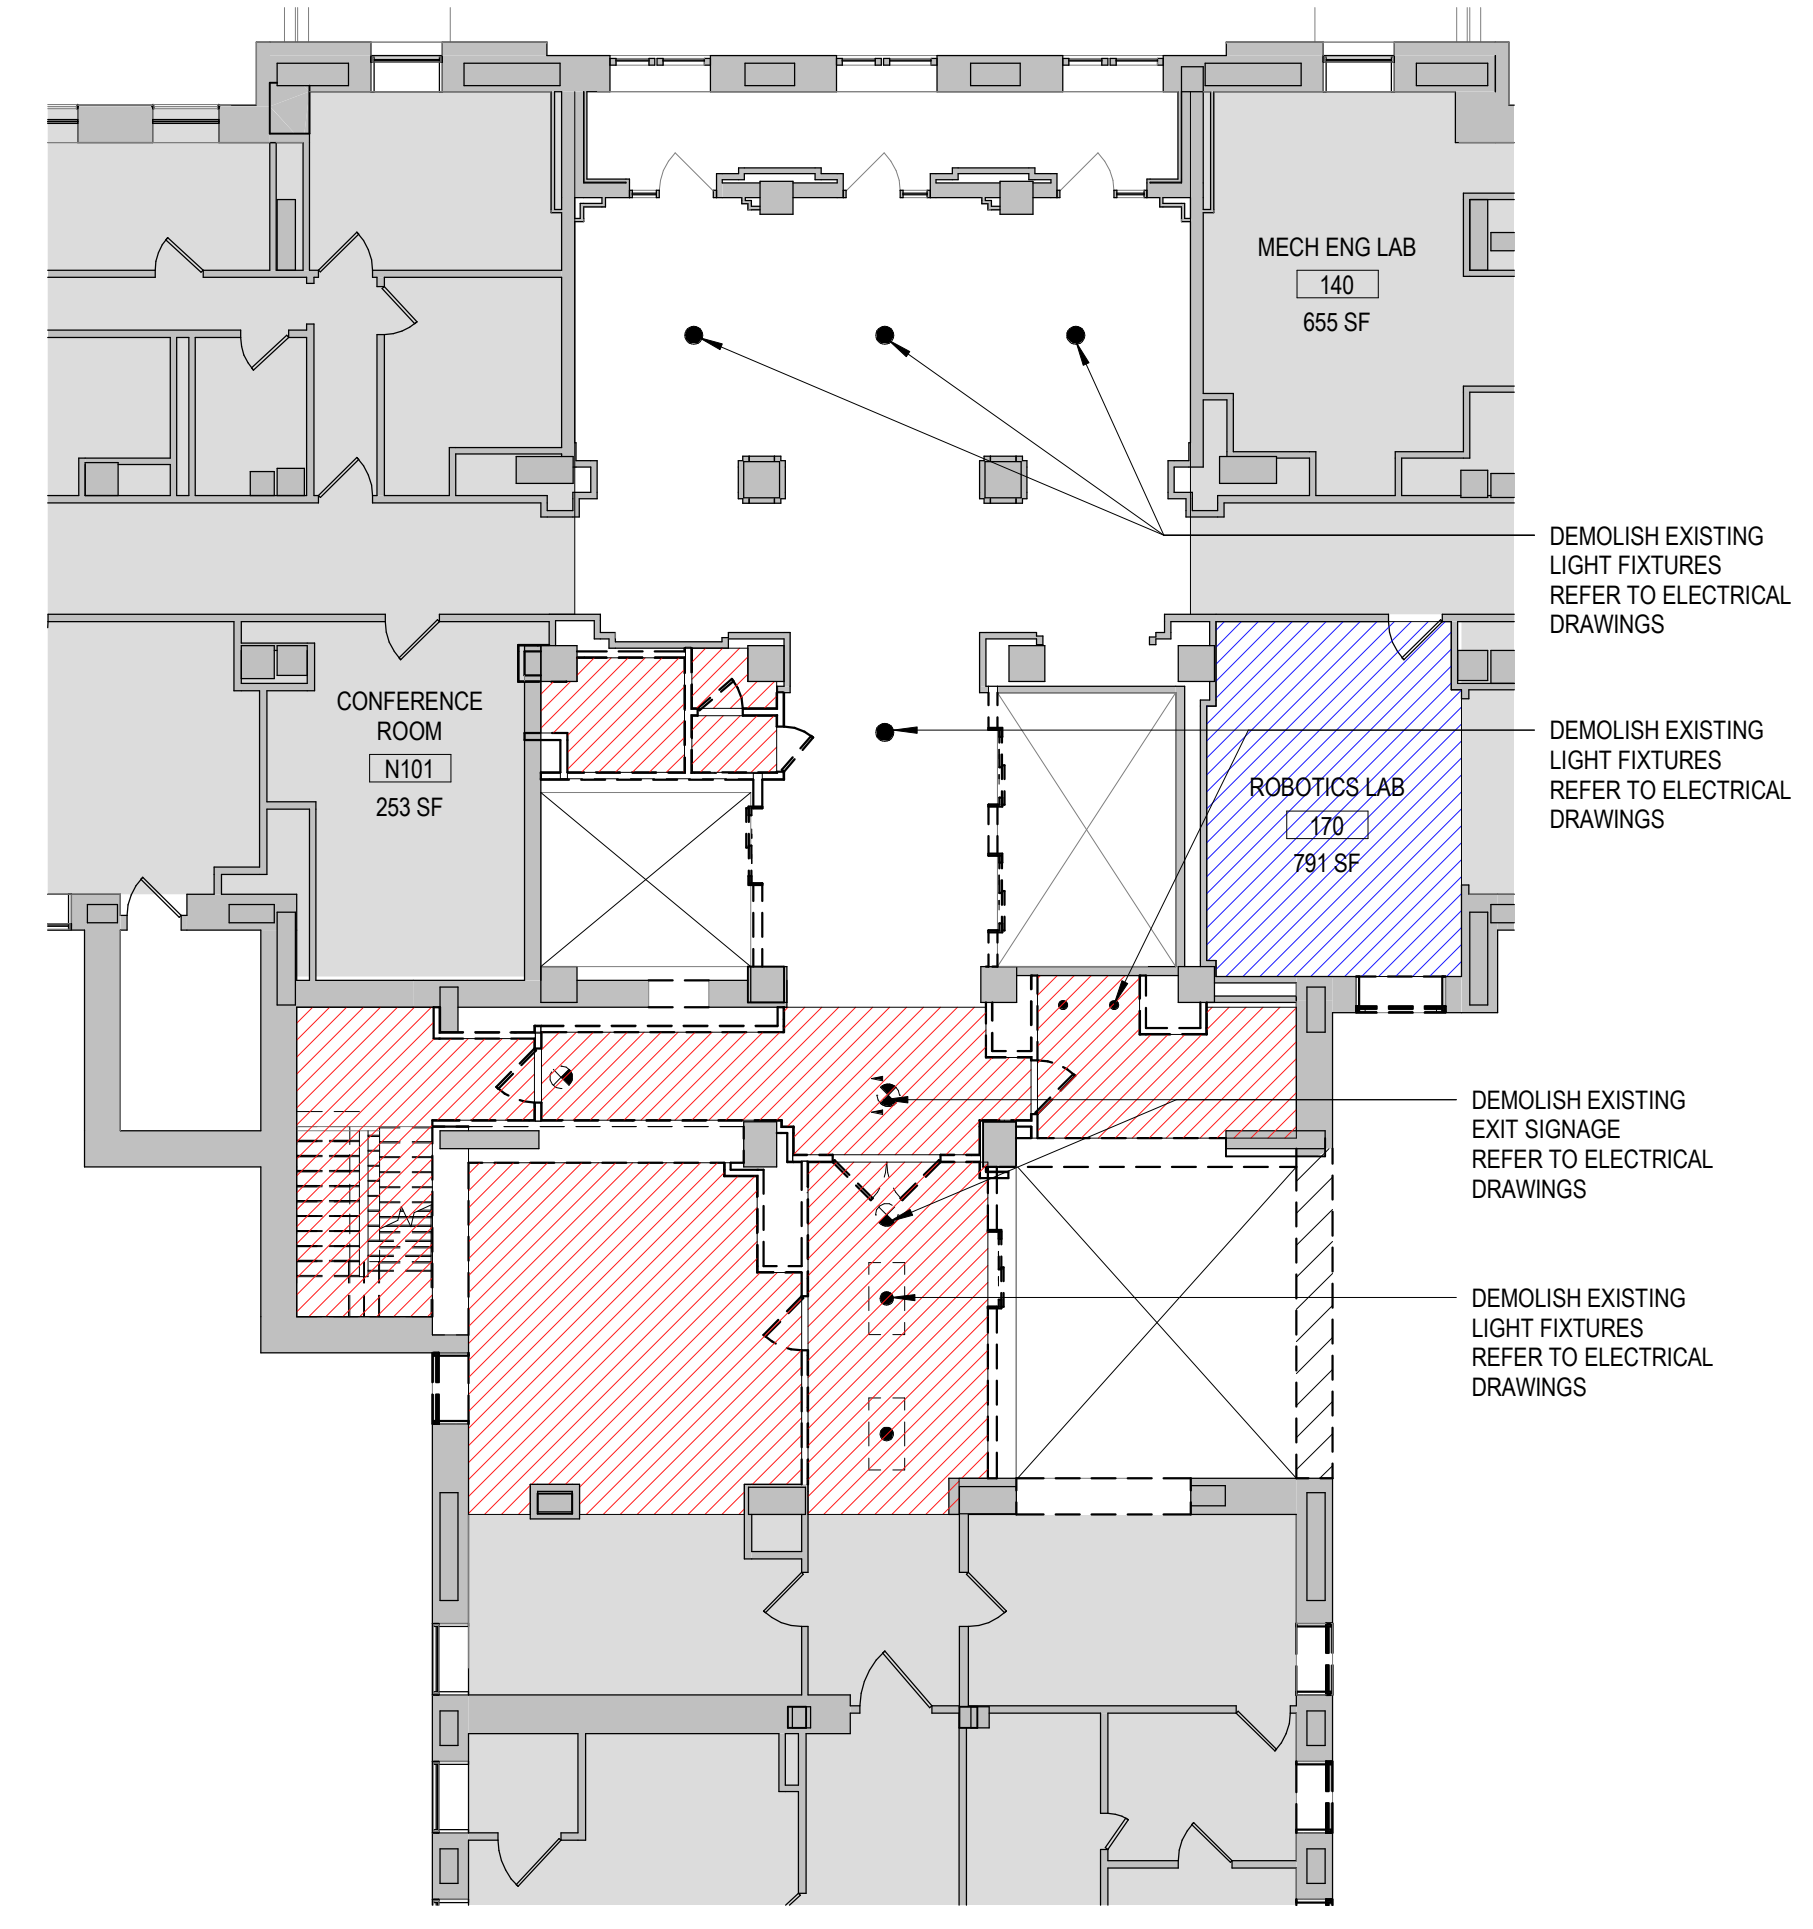 MECH ENG LAB
140
655 SF
DEMOLISH EXISTING
LIGHT FIXTURES
REFER TO ELECTRICAL
DRAWINGS
CONFERENCE
ROOM
N101
253 SF
DEMOLISH EXISTING
LIGHT FIXTURES
REFER TO ELECTRICAL
DRAWINGS
ROBOTICS LAB
170
791 SF
DEMOLISH EXISTING
EXIT SIGNAGE
REFER TO ELECTRICAL
DRAWINGS
DEMOLISH EXISTING
LIGHT FIXTURES
REFER TO ELECTRICAL
DRAWINGS